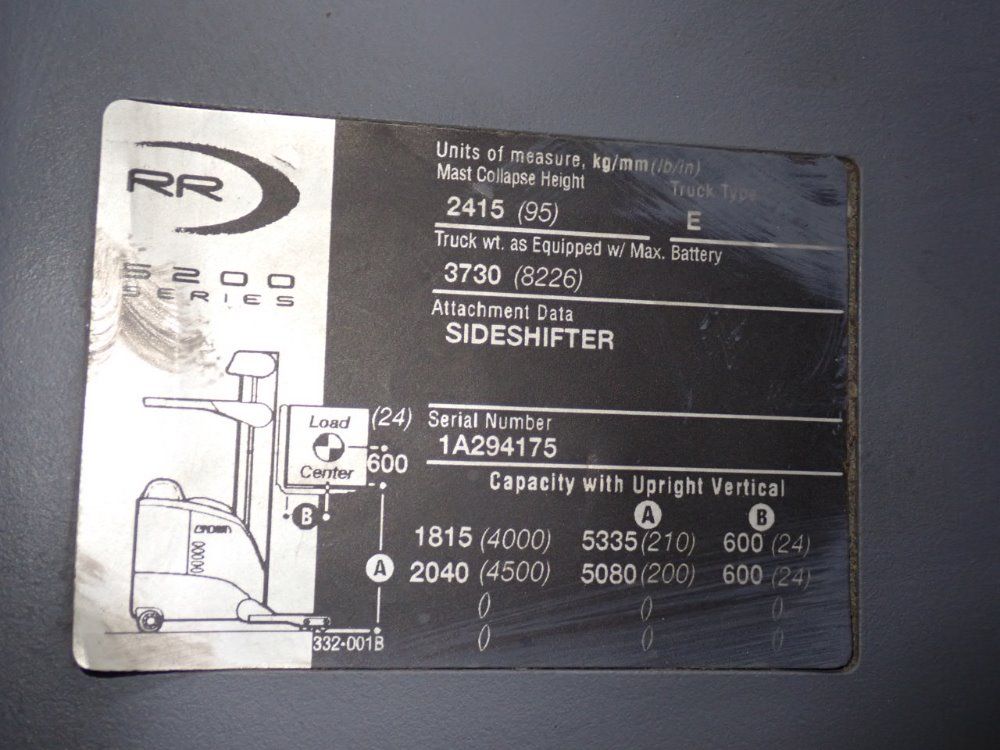 RR
5200
SERIES
Units of measure, kg/mm (lb/in)
Mast Collapse Height
Truck Type
2415 (95)
E
Truck wt. as Equipped w/ Max. Battery
3730 (8226)
Attachment Data
SIDESHIFTER
Load
Center
(24)
600
Serial Number
1A294175
Capacity with Upright Vertical
B
A B
CROWN
1815 (4000) 5335 (210) 600 (24)
A
2040 (4500) 5080 (200) 600 (24)
() () ()
() () ()
332-001B